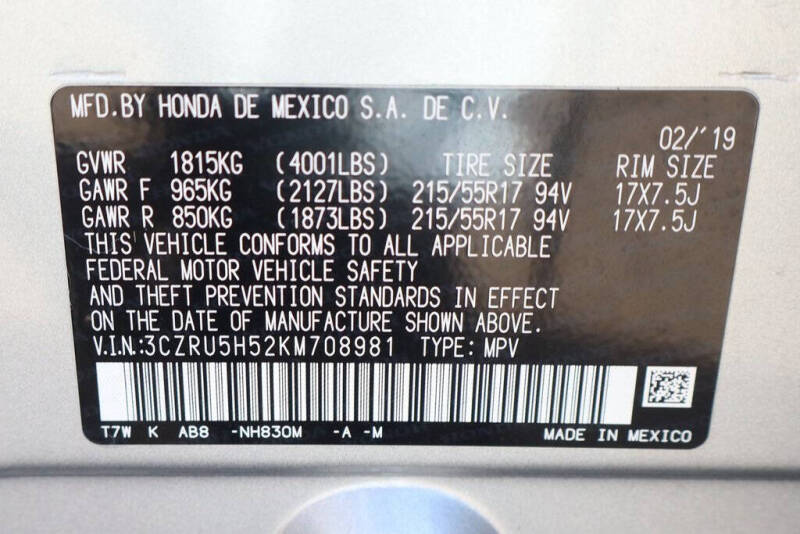 MFD.BY HONDA DE MEXICO S.A. DE C.V.
02/'19
GVWR 1815KG (4001LBS) TIRE SIZE RIM SIZE
GAWR F 965KG (2127LBS) 215/55R17 94V 17X7.5J
GAWR R 850KG (1873LBS) 215/55R17 94V 17X7.5J
THIS VEHICLE CONFORMS TO ALL APPLICABLE
FEDERAL MOTOR VEHICLE SAFETY
AND THEFT PREVENTION STANDARDS IN EFFECT
ON THE DATE OF MANUFACTURE SHOWN ABOVE.
V.I.N.:3CZRU5H52KM708981 TYPE: MPV
T7W K AB8 -NH830M -A -M MADE IN MEXICO